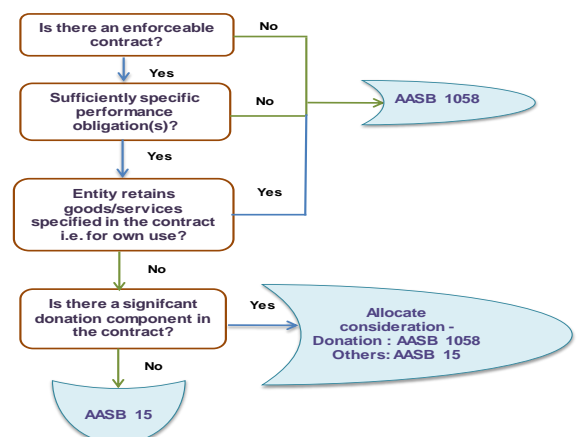 Is there an enforceable
contract?
No
Yes
Sufficiently specific
performance
obligation(s)?
No
AASB 1058
Yes
Entity retains
goods/services
specified in the contract
i.e. for own use?
Yes
No
Is there a signifcant
donation component in
the contract?
Yes
Allocate
consideration -
Donation : AASB 1058
Others: AASB 15
No
AASB 15